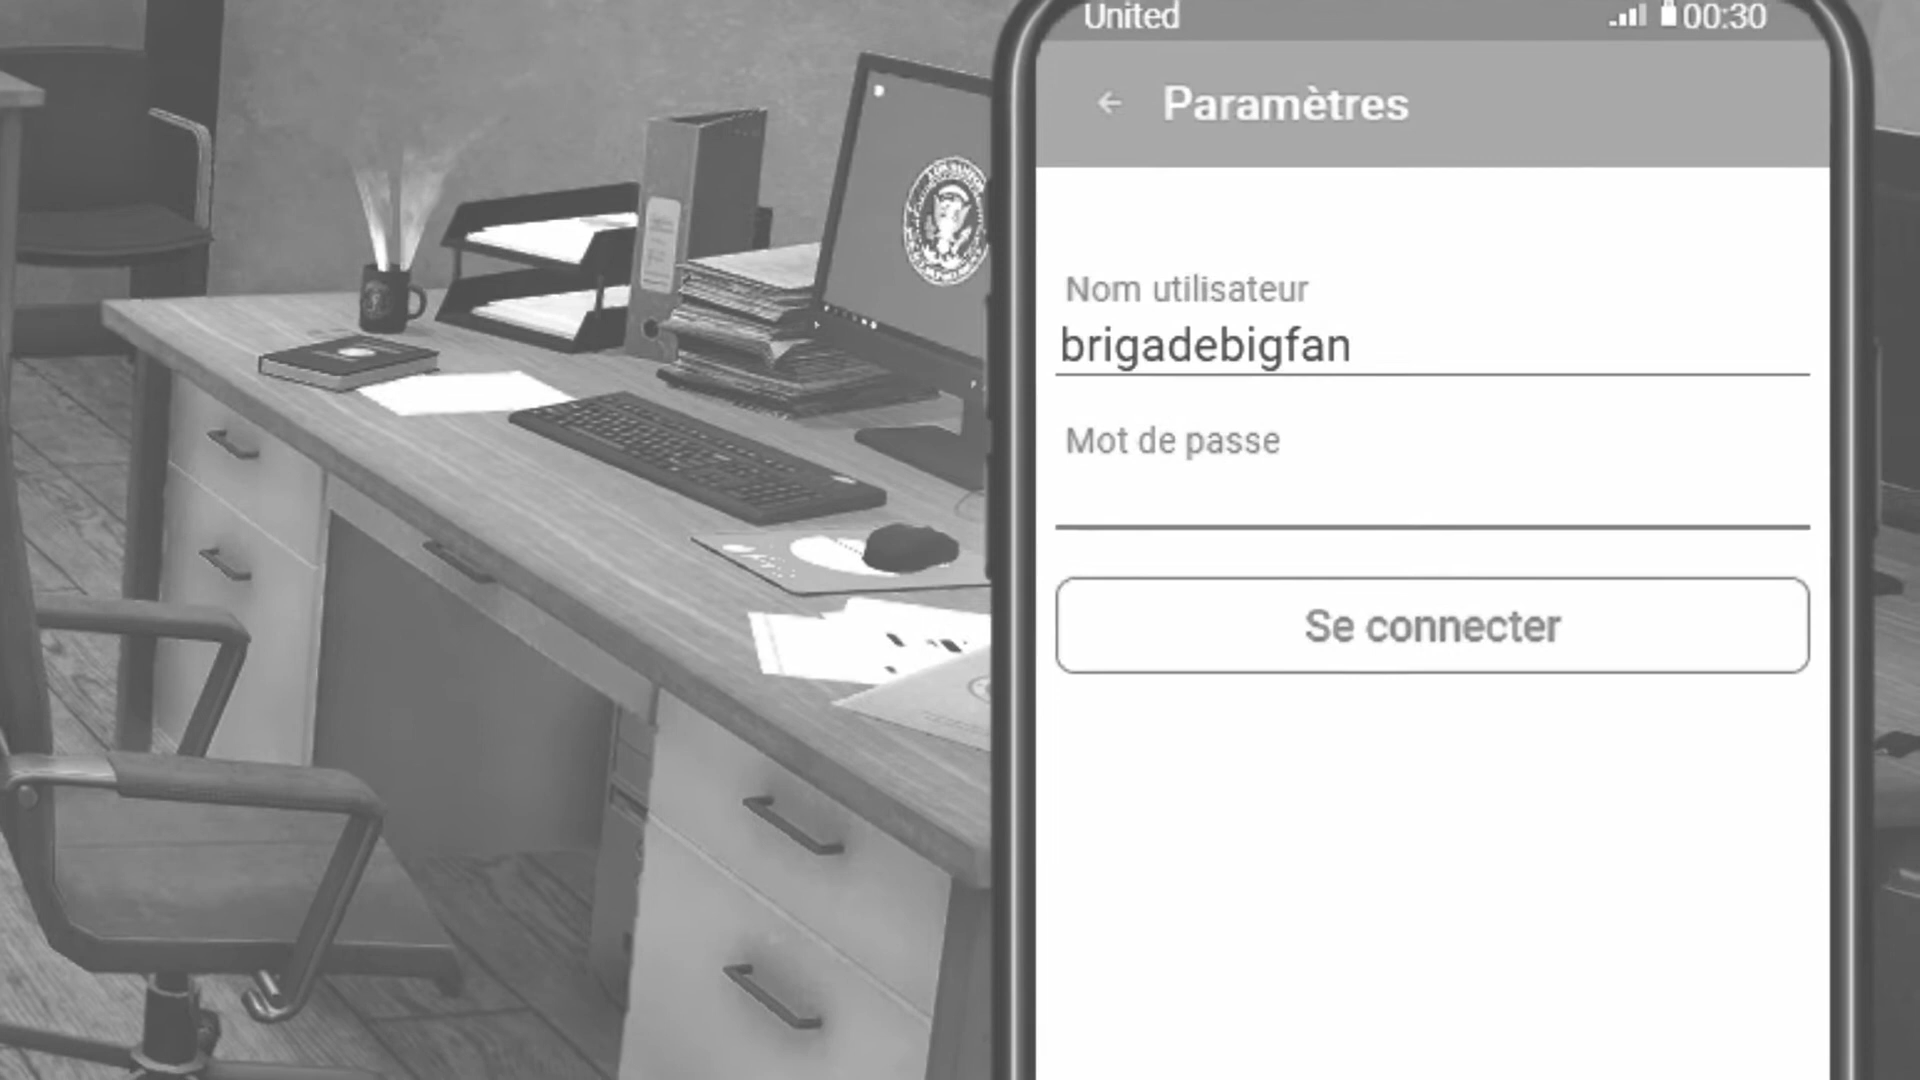 United
00:30
Paramètres
Nom utilisateur
brigadebigfan
Mot de passe
Se connecter